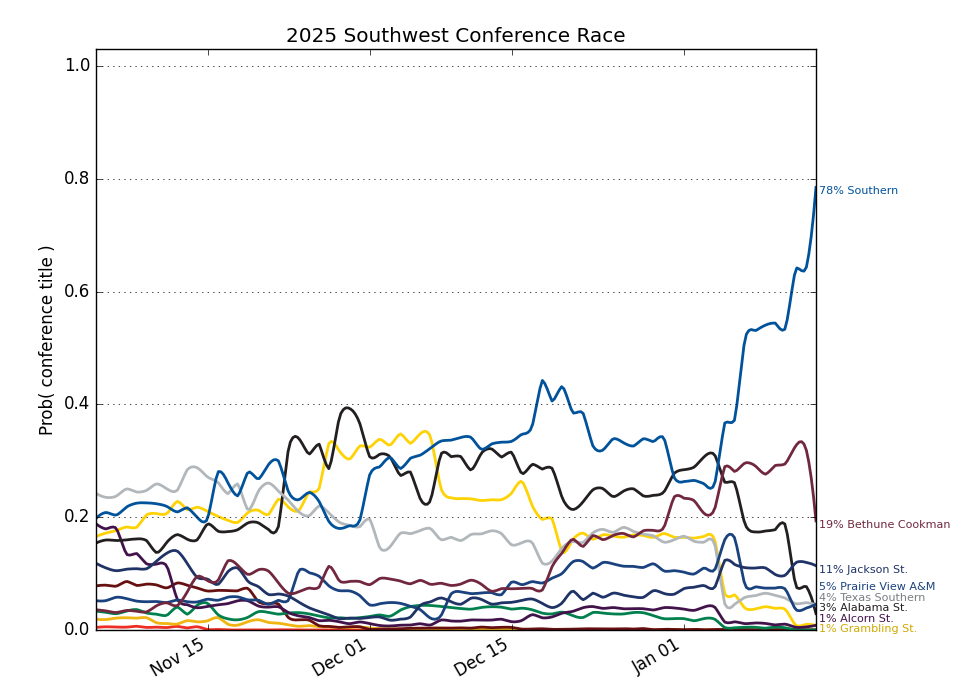 2025 Southwest Conference Race
Prob( conference title )
1.0
0.8
0.6
0.4
0.2
0.0
Nov 15
Dec 01
Dec 15
Jan 01
78% Southern
19% Bethune Cookman
11% Jackson St.
5% Prairie View A&M
4% Texas Southern
3% Alabama St.
1% Alcorn St.
1% Grambling St.